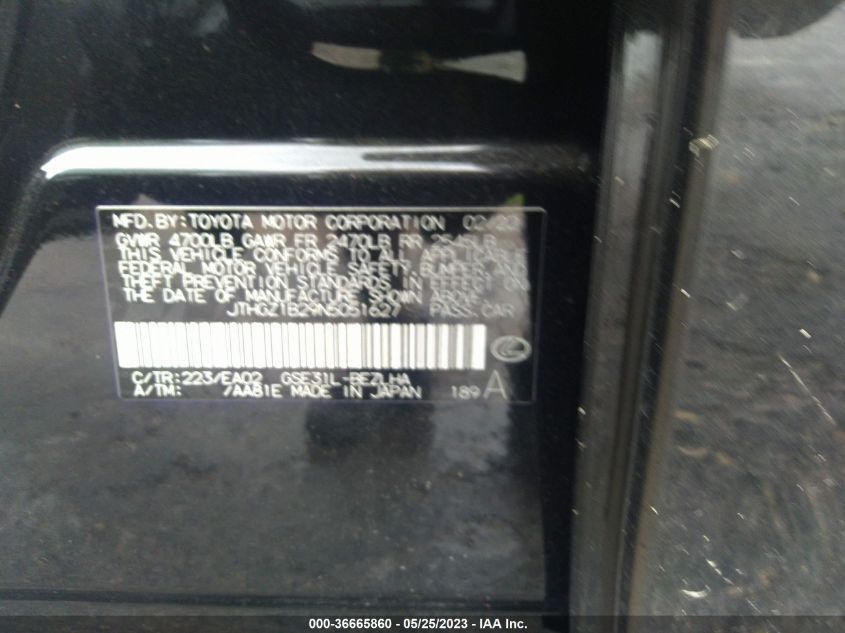 MFD.BY: TOYOTA MOTOR CORPORATION 02/22
GVWR 4700LB GAWR FR 2470LB RR 2545LB
THIS VEHICLE CONFORMS TO ALL APPLICABLE
FEDERAL MOTOR VEHICLE SAFETY, BUMPER, AND
THEFT PREVENTION STANDARDS IN EFFECT ON
THE DATE OF MANUFACTURE SHOWN ABOVE.
JTHGZ1B29N5051627 PASS.CAR
C/TR:223/EA02 GSE31L-BEZLHA
A/TM: /AA81E MADE IN JAPAN 189 A
000-36665860 - 05/25/2023 - IAA Inc.